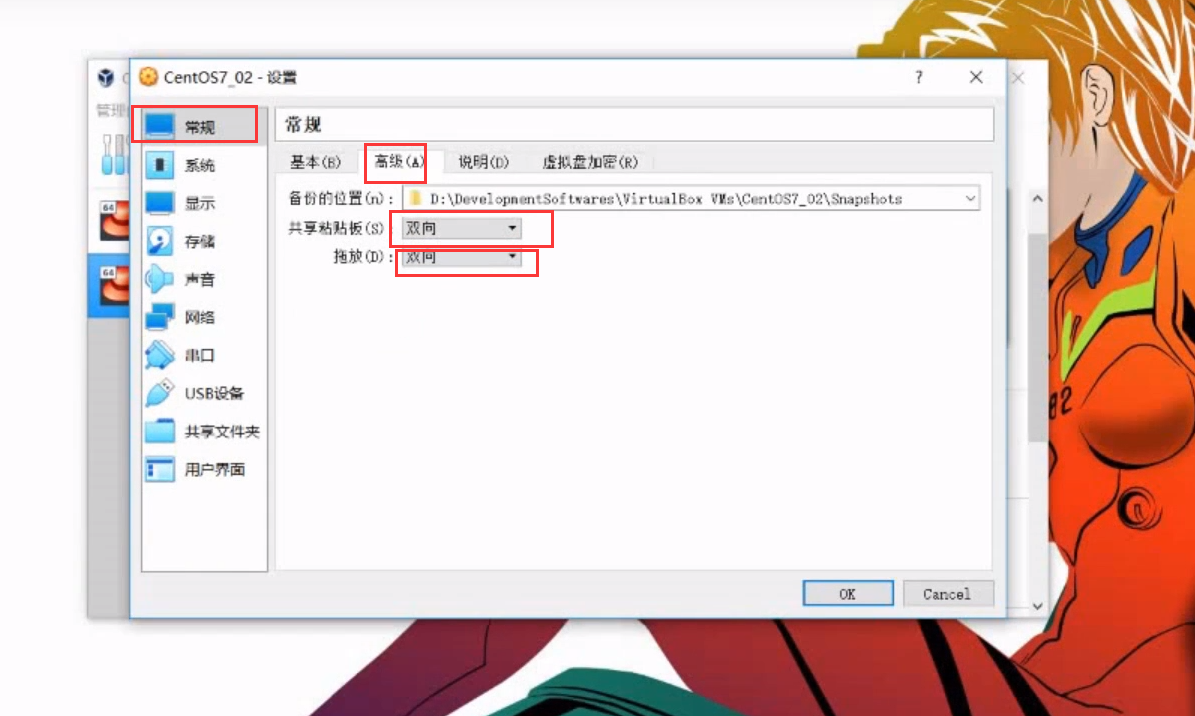 CentOS7_02 - 设置
?
管理
常规
系统
显示
存储
声音
网络
串口
USB设备
共享文件夹
用户界面
常规
基本(B) 高级(A) 说明(D) 虚拟盘加密(R)
备份的位置(n): D:\DevelopmentSoftwares\VirtualBox VMs\CentOS7_02\Snapshots
共享粘贴板(S): 双向
拖放(D): 双向
OK Cancel
64
64
02